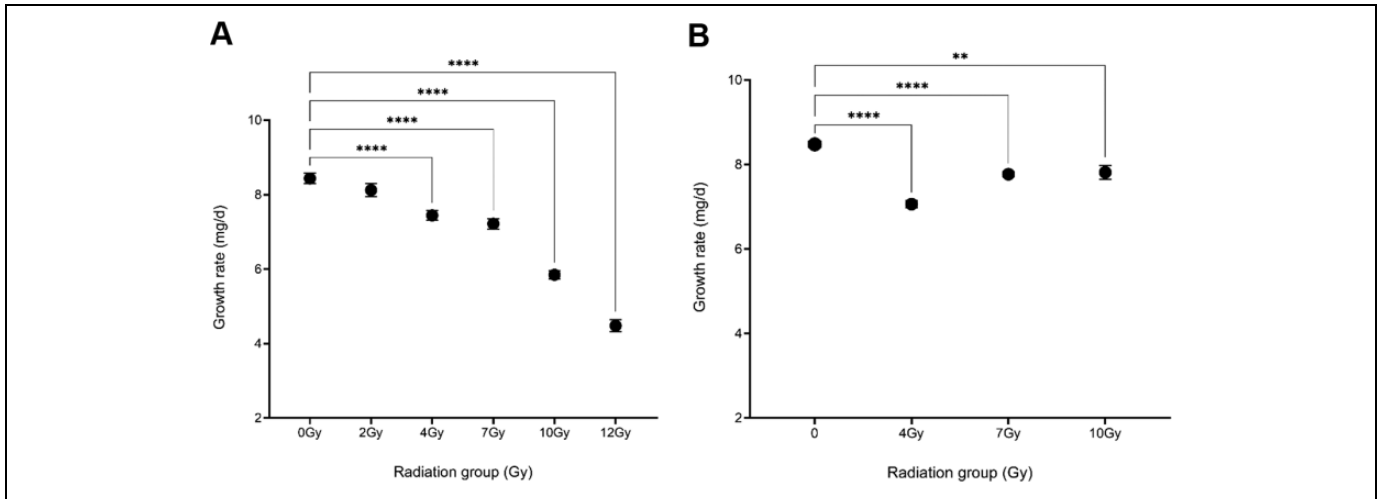 A
****
****
****
****
10
8
6
4
2
Growth rate (mg/d)
0Gy 2Gy 4Gy 7Gy 10Gy 12Gy
Radiation group (Gy)
B
**
****
****
10
8
6
4
2
Growth rate (mg/d)
0 4Gy 7Gy 10Gy
Radiation group (Gy)